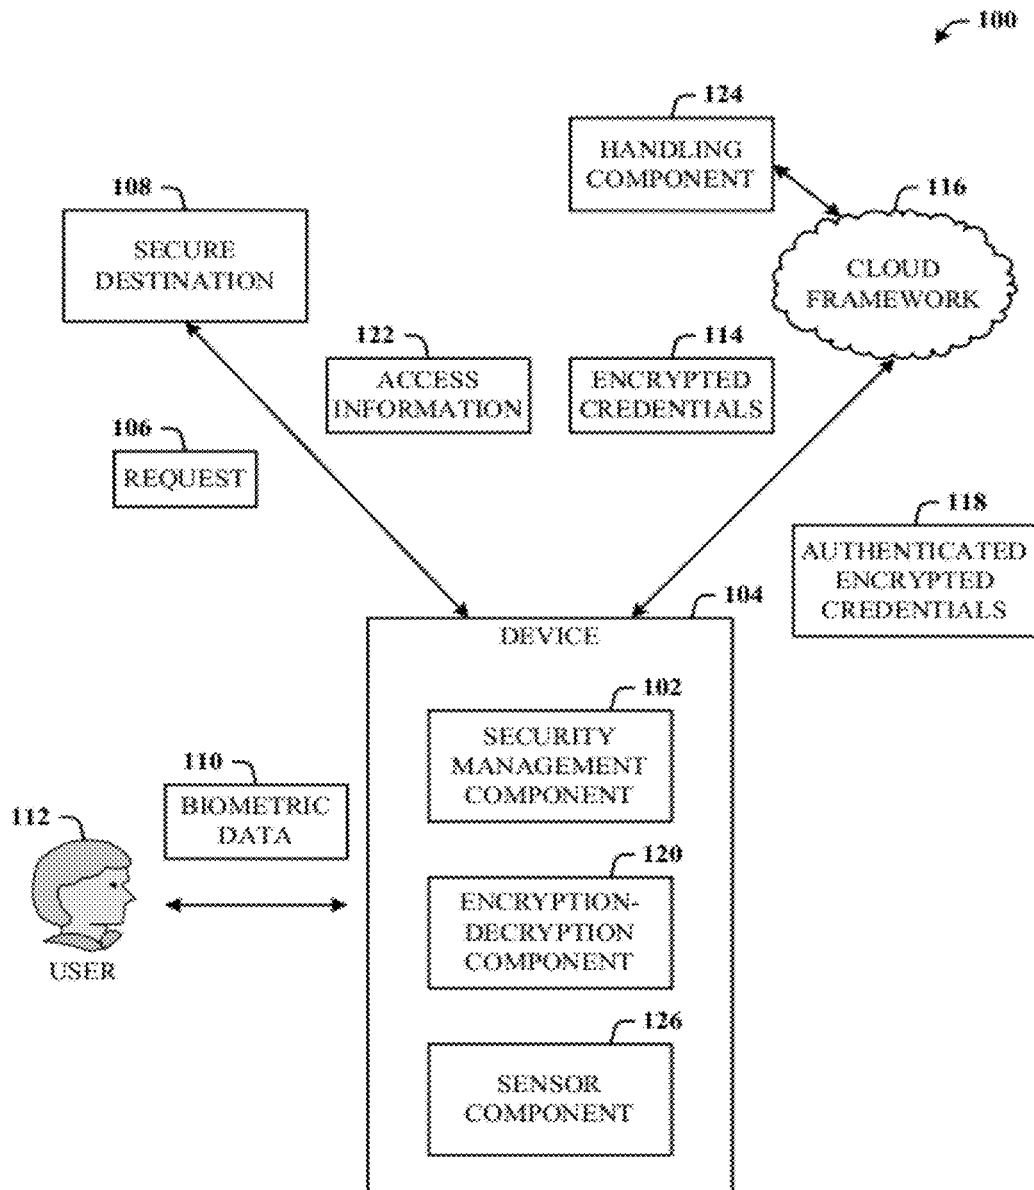 100
124
HANDLING
COMPONENT
108
SECURE
DESTINATION
116
CLOUD
FRAMEWORK
122
ACCESS
INFORMATION
114
ENCRYPTED
CREDENTIALS
106
REQUEST
118
AUTHENTICATED
ENCRYPTED
CREDENTIALS
104
DEVICE
102
SECURITY
MANAGEMENT
COMPONENT
110
BIOMETRIC
DATA
112
USER
120
ENCRYPTION-
DECRYPTION
COMPONENT
126
SENSOR
COMPONENT